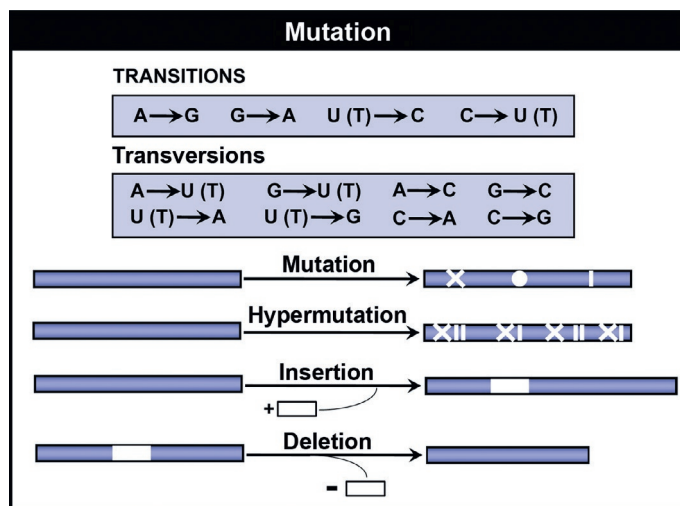 Mutation
TRANSITIONS
A→G G→A U (T)→C C→U (T)
Transversions
A→U (T) G→U (T) A→C G→C
U (T)→A U (T)→G C→A C→G
Mutation
Hypermutation
Insertion
+
Deletion
-